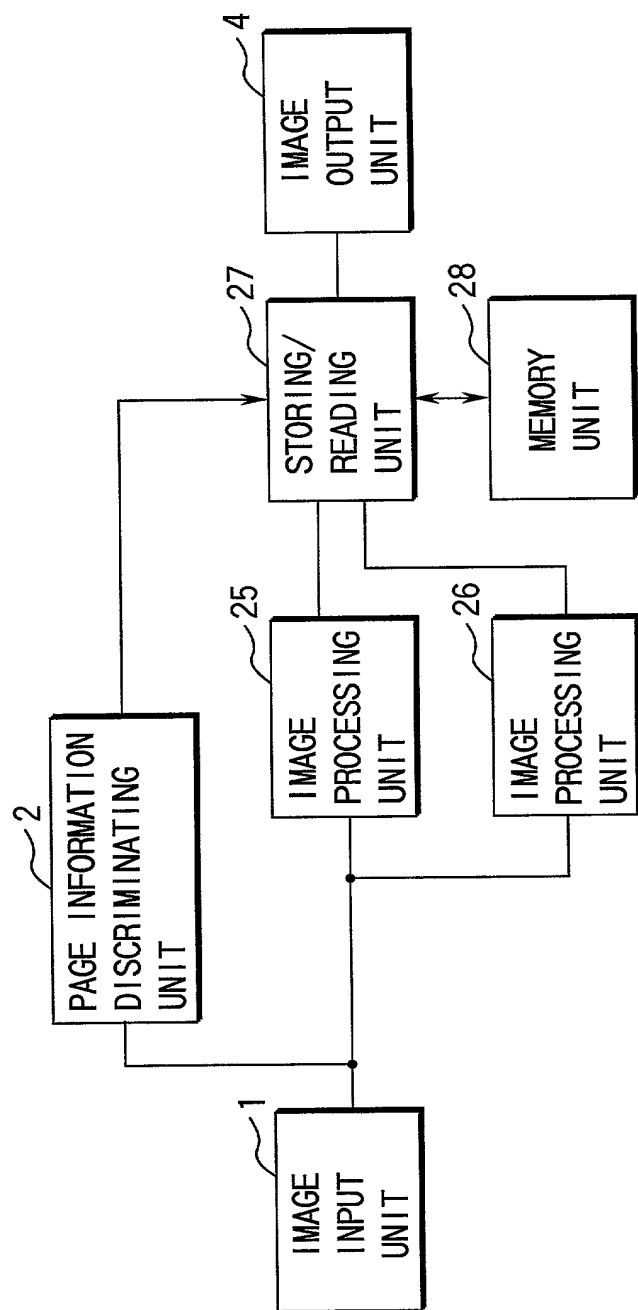 1
IMAGE
INPUT
UNIT
2
PAGE INFORMATION
DISCRIMINATING
UNIT
25
IMAGE
PROCESSING
UNIT
26
IMAGE
PROCESSING
UNIT
27
STORING/
READING
UNIT
28
MEMORY
UNIT
4
IMAGE
OUTPUT
UNIT